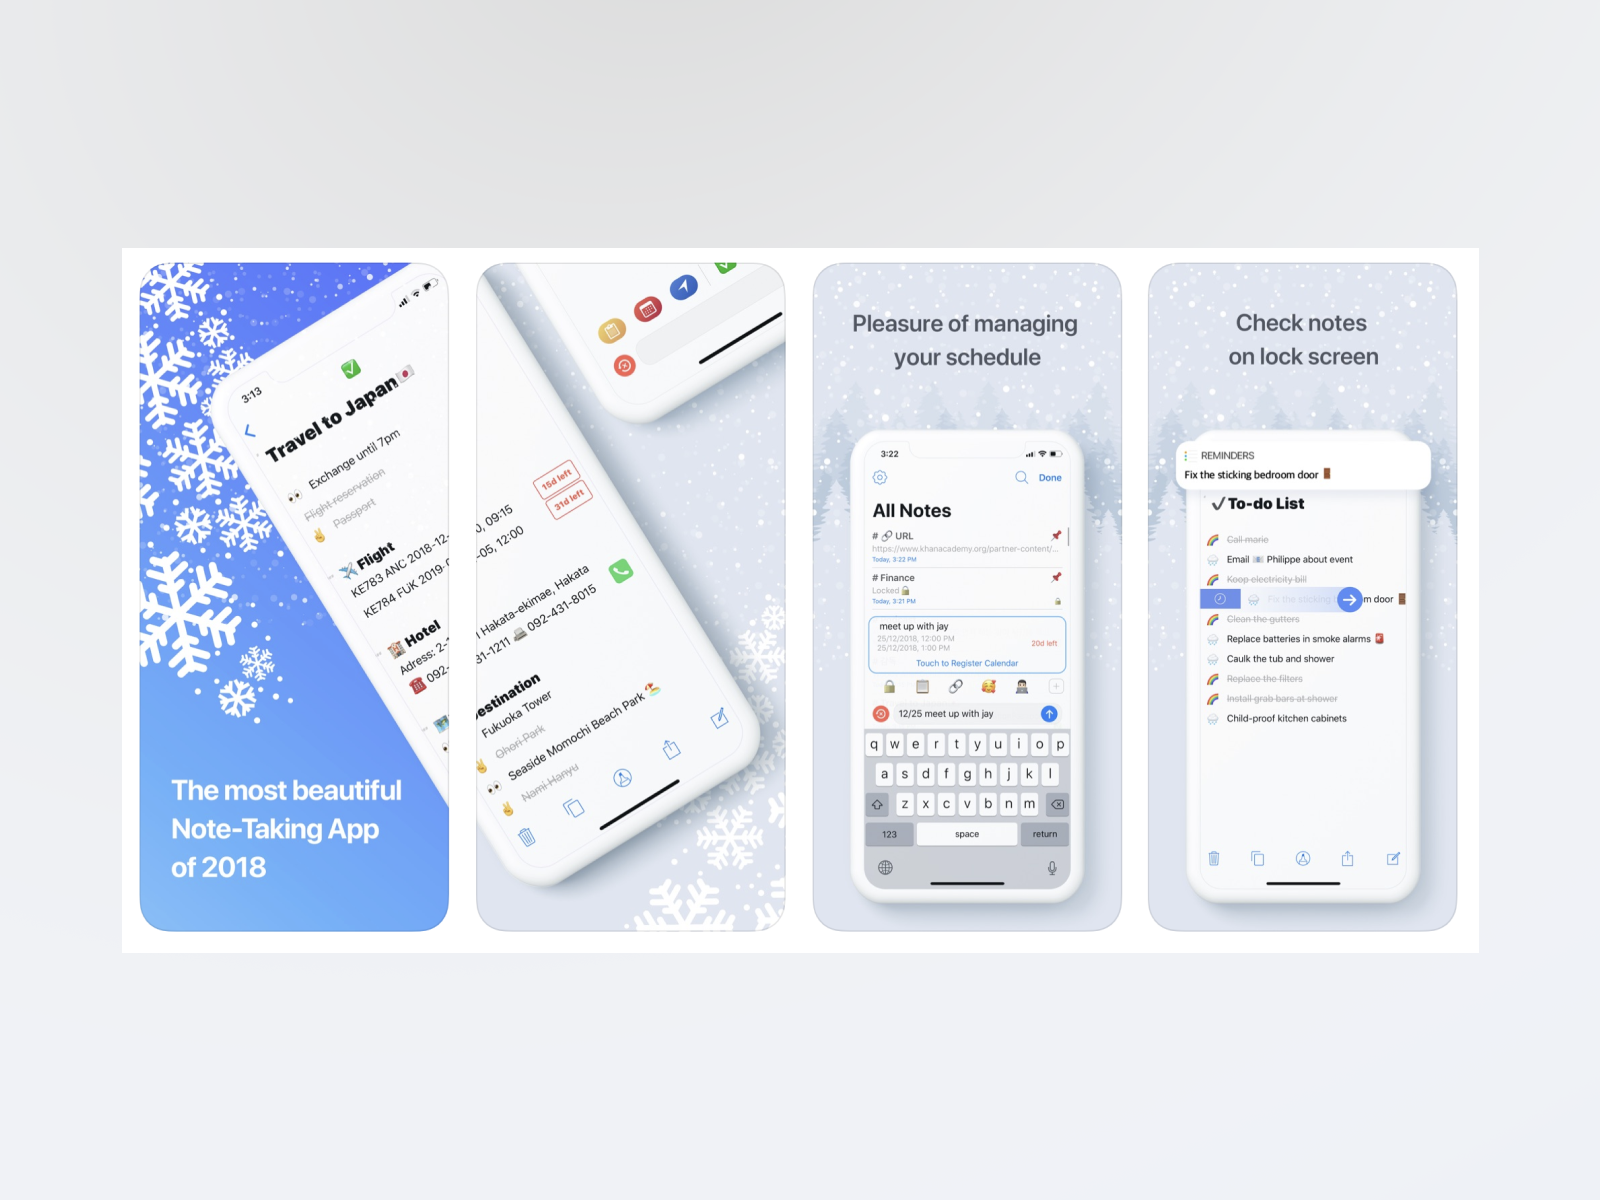 3:13
Travel to Japan
Exchange until 7pm
Flight reservation
Passport
Flight
KE783 ANC 2018-12-
KE784 FUK 2019-
Hotel
Adress: 2-
092-
The most beautiful
Note-Taking App
of 2018
15d left
31d left
0, 09:15
-05, 12:00
1 Hakata-ekimae, Hakata
31-1211 092-431-8015
estination
Fukuoka Tower
Ohori Park
Seaside Momochi Beach Park
Nami Hanyu
Pleasure of managing
your schedule
3:22
Done
All Notes
# URL
https://www.khanacademy.org/partner-content/...
Today, 3:22 PM
# Finance
Locked
Today, 3:21 PM
meet up with jay
25/12/2018, 12:00 PM
25/12/2018, 1:00 PM
20d left
Touch to Register Calendar
12/25 meet up with jay
q w e r t y u i o p
a s d f g h j k l
z x c v b n m
123 space return
Check notes
on lock screen
REMINDERS
Fix the sticking bedroom door
To-do List
Call marie
Email Philippe about event
Keep electricity bill
Fix the sticking m door
Clean the gutters
Replace batteries in smoke alarms
Caulk the tub and shower
Replace the filters
Install grab bars at shower
Child-proof kitchen cabinets